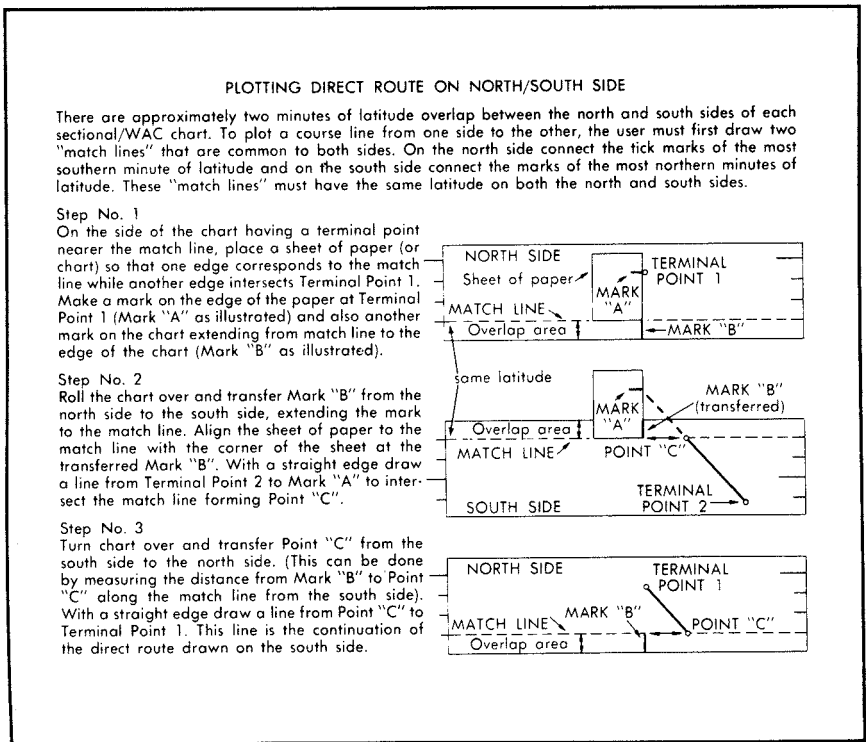 PLOTTING DIRECT ROUTE ON NORTH/SOUTH SIDE
There are approximately two minutes of latitude overlap between the north and south sides of each
sectional/WAC chart. To plot a course line from one side to the other, the user must first draw two
"match lines" that are common to both sides. On the north side connect the tick marks of the most
southern minute of latitude and on the south side connect the marks of the most northern minutes of
latitude. These "match lines" must have the same latitude on both the north and south sides.
Step No. 1
On the side of the chart having a terminal point
nearer the match line, place a sheet of paper (or
chart) so that one edge corresponds to the match
line while another edge intersects Terminal Point 1.
Make a mark on the edge of the paper at Terminal
Point 1 (Mark "A" as illustrated) and also another
mark on the chart extending from match line to the
edge of the chart (Mark "B" as illustrated).
NORTH SIDE
Sheet of paper
MARK
"A"
TERMINAL
POINT 1
MATCH LINE
Overlap area
MARK "B"
same latitude
Step No. 2
Roll the chart over and transfer Mark "B" from the
north side to the south side, extending the mark
to the match line. Align the sheet of paper to the
match line with the corner of the sheet at the
transferred Mark "B". With a straight edge draw
a line from Terminal Point 2 to Mark "A" to inter-
sect the match line forming Point "C".
MARK
"A"
MARK "B"
(transferred)
Overlap area
MATCH LINE
POINT "C"
TERMINAL
POINT 2
SOUTH SIDE
Step No. 3
Turn chart over and transfer Point "C" from the
south side to the north side. (This can be done
by measuring the distance from Mark "B" to Point
"C" along the match line from the south side).
With a straight edge draw a line from Point "C" to
Terminal Point 1. This line is the continuation of
the direct route drawn on the south side.
NORTH SIDE
TERMINAL
POINT 1
MATCH LINE
MARK "B"
POINT "C"
Overlap area